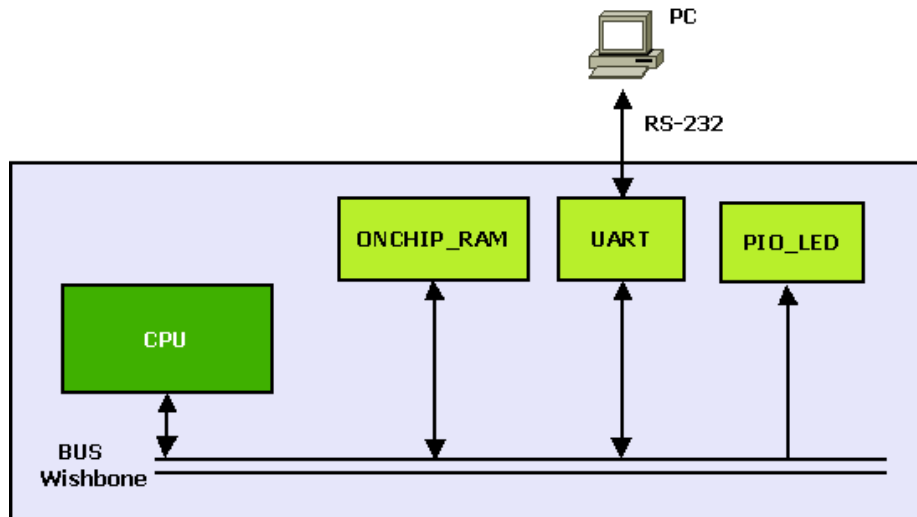 PC
RS-232
ONCHIP_RAM
UART
PIO_LED
CPU
BUS
Wishbone